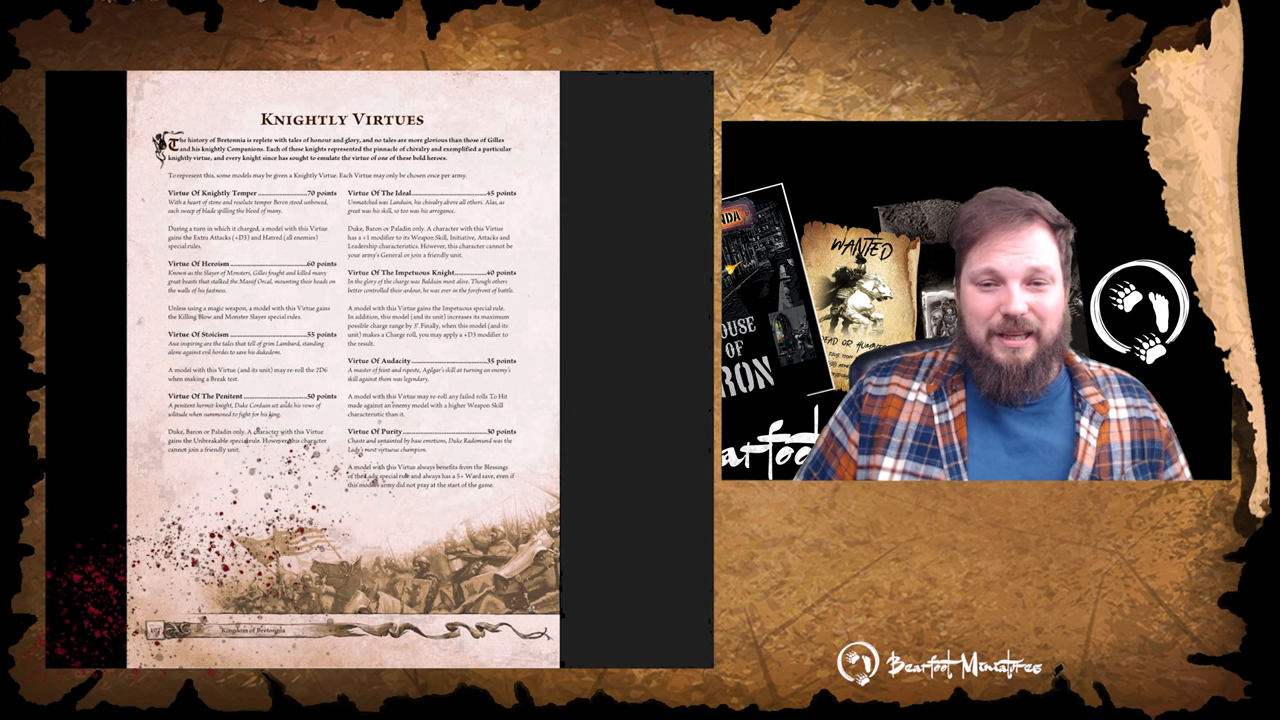 Knightly Virtues
The history of Bretonnia is replete with tales of honour and glory, and no tales are more glorious than those of Gilles
and his knightly Companions. Each of these knights represented the pinnacle of chivalry and exemplified a particular
knightly virtue, and every knight since has sought to emulate the virtue of one of these bold heroes.
To represent this, some models may be given a Knightly Virtue. Each Virtue may only be chosen once per army.
Virtue Of Knightly Temper ........................70 points
With a heart of stone and resolute temper Beron stood unbowed,
each sweep of blade spilling the blood of many.
During a turn in which it charged, a model with this Virtue
gains the Extra Attacks (+D3) and Hatred (all enemies)
special rules.
Virtue Of Heroism ........................60 points
Known as the Slayer of Monsters, Gilles fought and killed many
great beasts that stalked the Massif Orcal, mounting their heads on
the walls of his fastness.
Unless using a magic weapon, a model with this Virtue gains
the Killing Blow and Monster Slayer special rules.
Virtue Of Stoicism ........................55 points
Awe inspiring are the tales that tell of grim Lambard, standing
alone against evil hordes to save his dukedom.
A model with this Virtue (and its unit) may re-roll the 2D6
when making a Break test.
Virtue Of The Penitent ........................50 points
A penitent hermit-knight, Duke Corduin set aside his vows of
solitude when summoned to fight for his king.
Duke, Baron or Paladin only. A character with this Virtue
gains the Unbreakable special rule. However, this character
cannot join a friendly unit.
Virtue Of The Ideal ........................45 points
Unmatched was Landuin, his chivalry above all others. Alas, as
great was his skill, so too was his arrogance.
Duke, Baron or Paladin only. A character with this Virtue
has a +1 modifier to its Weapon Skill, Initiative, Attacks and
Leadership characteristics. However, this character cannot be
your army's General or join a friendly unit.
Virtue Of The Impetuous Knight ........................40 points
In the glory of the charge was Balduin most alive. Though others
better controlled their ardour, he was ever in the forefront of battle.
A model with this Virtue gains the Impetuous special rule.
In addition, this model (and its unit) increases its maximum
possible charge range by 3". Finally, when this model (and its
unit) makes a Charge roll, you may apply a +D3 modifier to
the result.
Virtue Of Audacity ........................35 points
A master of feint and riposte, Agilgar's skill at turning an enemy's
skill against them was legendary.
A model with this Virtue may re-roll any failed rolls To Hit
made against an enemy model with a higher Weapon Skill
characteristic than it.
Virtue Of Purity ........................30 points
Chaste and untainted by base emotions, Duke Rademund was the
Lady's most virtuous champion.
A model with this Virtue always benefits from the Blessings
of the Lady special rule and always has a 5+ Ward save, even if
this model's army did not pray at the start of the game.
Kingdom of Bretonnia
WANTED
Bearfoot Miniatures